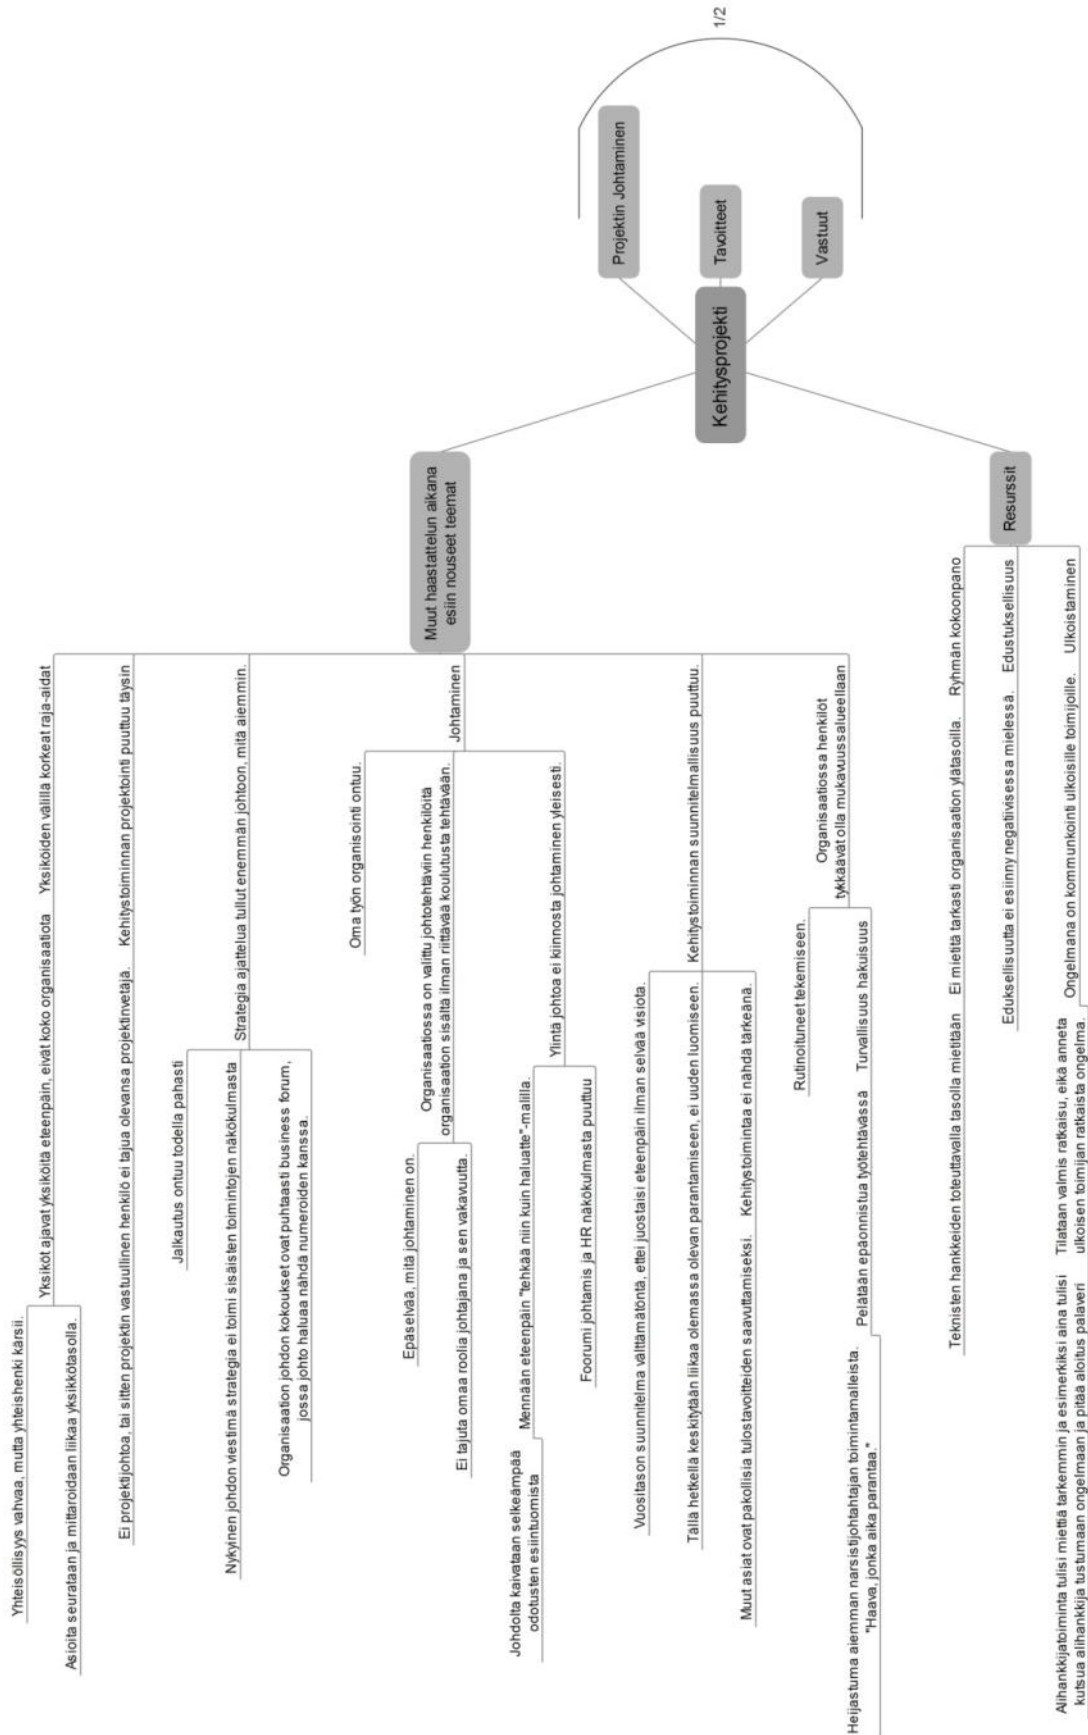 1/2
Projektin Johtaminen
Tavoitteet
Vastuut
Kehitysprojekti
Muut haastattelun aikana
esiin nouseet teemat
Yksiköiden välillä korkeat raja-aidat
Yksiköt ajavat yksiköitä eteenpäin, eivät koko organisaatiota
Yhteisöllisyys vahvaa, mutta yhteishenki kärsii.
Asioita seurataan ja mittaroidaan liikaa yksikkötasolla.
Kehitystoiminnan projektointi puuttuu täysin
Ei projektijohtoa, tai sitten projektin vastuullinen henkilö ei tajua olevansa projektinvetäjä.
Strategia ajattelua tullut enemmän johtoon, mitä aiemmin.
Jalkautus ontuu todella pahasti
Nykyinen johdon viestimä strategia ei toimi sisäisten toimintojen näkökulmasta
Organisaation johdon kokoukset ovat puhtaasti business forum,
jossa johto haluaa nähdä numeroiden kanssa.
Johtaminen
Oma työn organisointi ontuu.
Organisaatiossa on valittu johtotehtäviin henkilöitä
organisaation sisältä ilman riittävää koulutusta tehtävään.
Epäselvää, mitä johtaminen on.
Ei tajuta omaa roolia johtajana ja sen vakavuutta.
Ylintä johtoa ei kiinnosta johtaminen yleisesti.
Mennään eteenpäin "tehkää niin kuin haluatte"-malilla.
Johdolta kaivataan selkeämpää
odotusten esiintuomista
Foorumi johtamis ja HR näkökulmasta puuttuu
Kehitystoiminnan suunnitelmallisuus puuttuu.
Vuositason suunnitelma välttämätöntä, ettei juostaisi eteenpäin ilman selvää visiota.
Tällä hetkellä keskitytään liikaa olemassa olevan parantamiseen, ei uuden luomiseen.
Kehitystoimintaa ei nähdä tärkeänä.
Muut asiat ovat pakollisia tulostavoitteiden saavuttamiseksi.
Organisaatiossa henkilöt
tykkäävät olla mukavuussalueellaan
Rutinoituneet tekemiseen.
Turvallisuus hakuisuus
Pelätään epäonnistua työtehtävässä
Heijastuma aiemman narsistijohtahtajan toimintamalleista.
"Haava, jonka aika parantaa."
Resurssit
Ryhmän kokoonpano
Ei mietitä tarkasti organisaation ylätasoilla.
Teknisten hankkeiden toteuttavalla tasolla mietitään
Edustuksellisuus
Eduksellisuutta ei esiinny negatiivisessa mielessä.
Ulkoistaminen
Ongelmana on kommunkointi ulkoisille toimijoille.
Tilataan valmis ratkaisu, eikä anneta
ulkoisen toimijan ratkaista ongelma.
Alihankkijatoiminta tulisi miettiä tarkemmin ja esimerkiksi aina tulisi
kutsua alihankkija tustumaan ongelmaan ja pitää aloitus palaveri